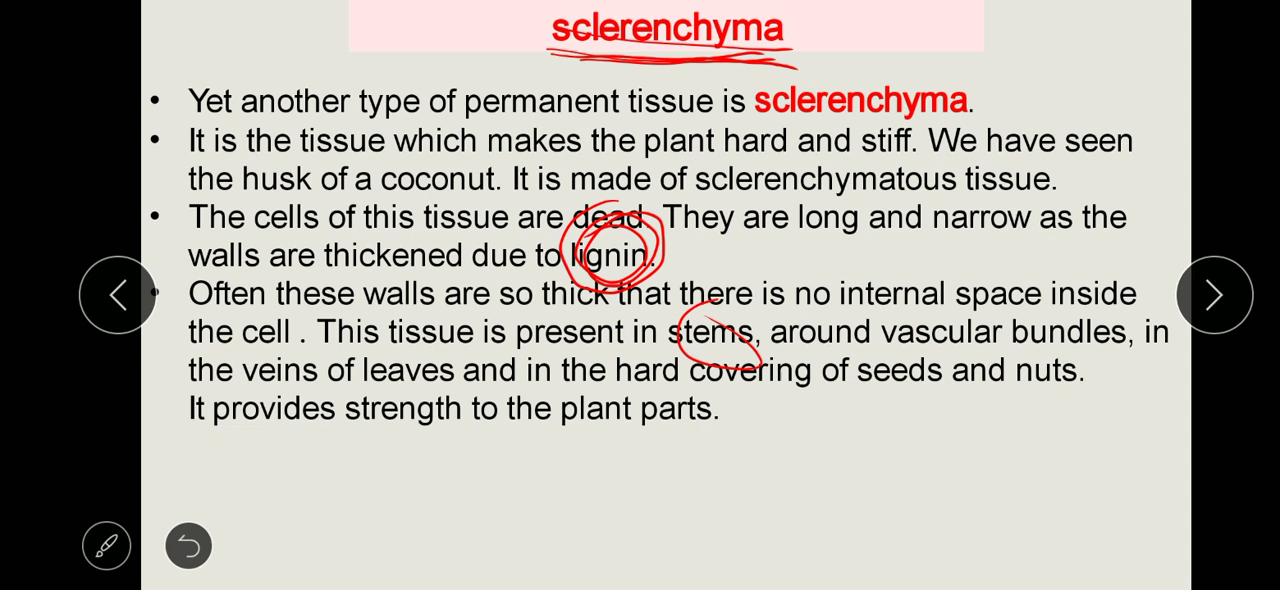 sclerenchyma
• Yet another type of permanent tissue is sclerenchyma.
• It is the tissue which makes the plant hard and stiff. We have seen
the husk of a coconut. It is made of sclerenchymatous tissue.
• The cells of this tissue are dead. They are long and narrow as the
walls are thickened due to lignin.
• Often these walls are so thick that there is no internal space inside
the cell . This tissue is present in stems, around vascular bundles, in
the veins of leaves and in the hard covering of seeds and nuts.
It provides strength to the plant parts.